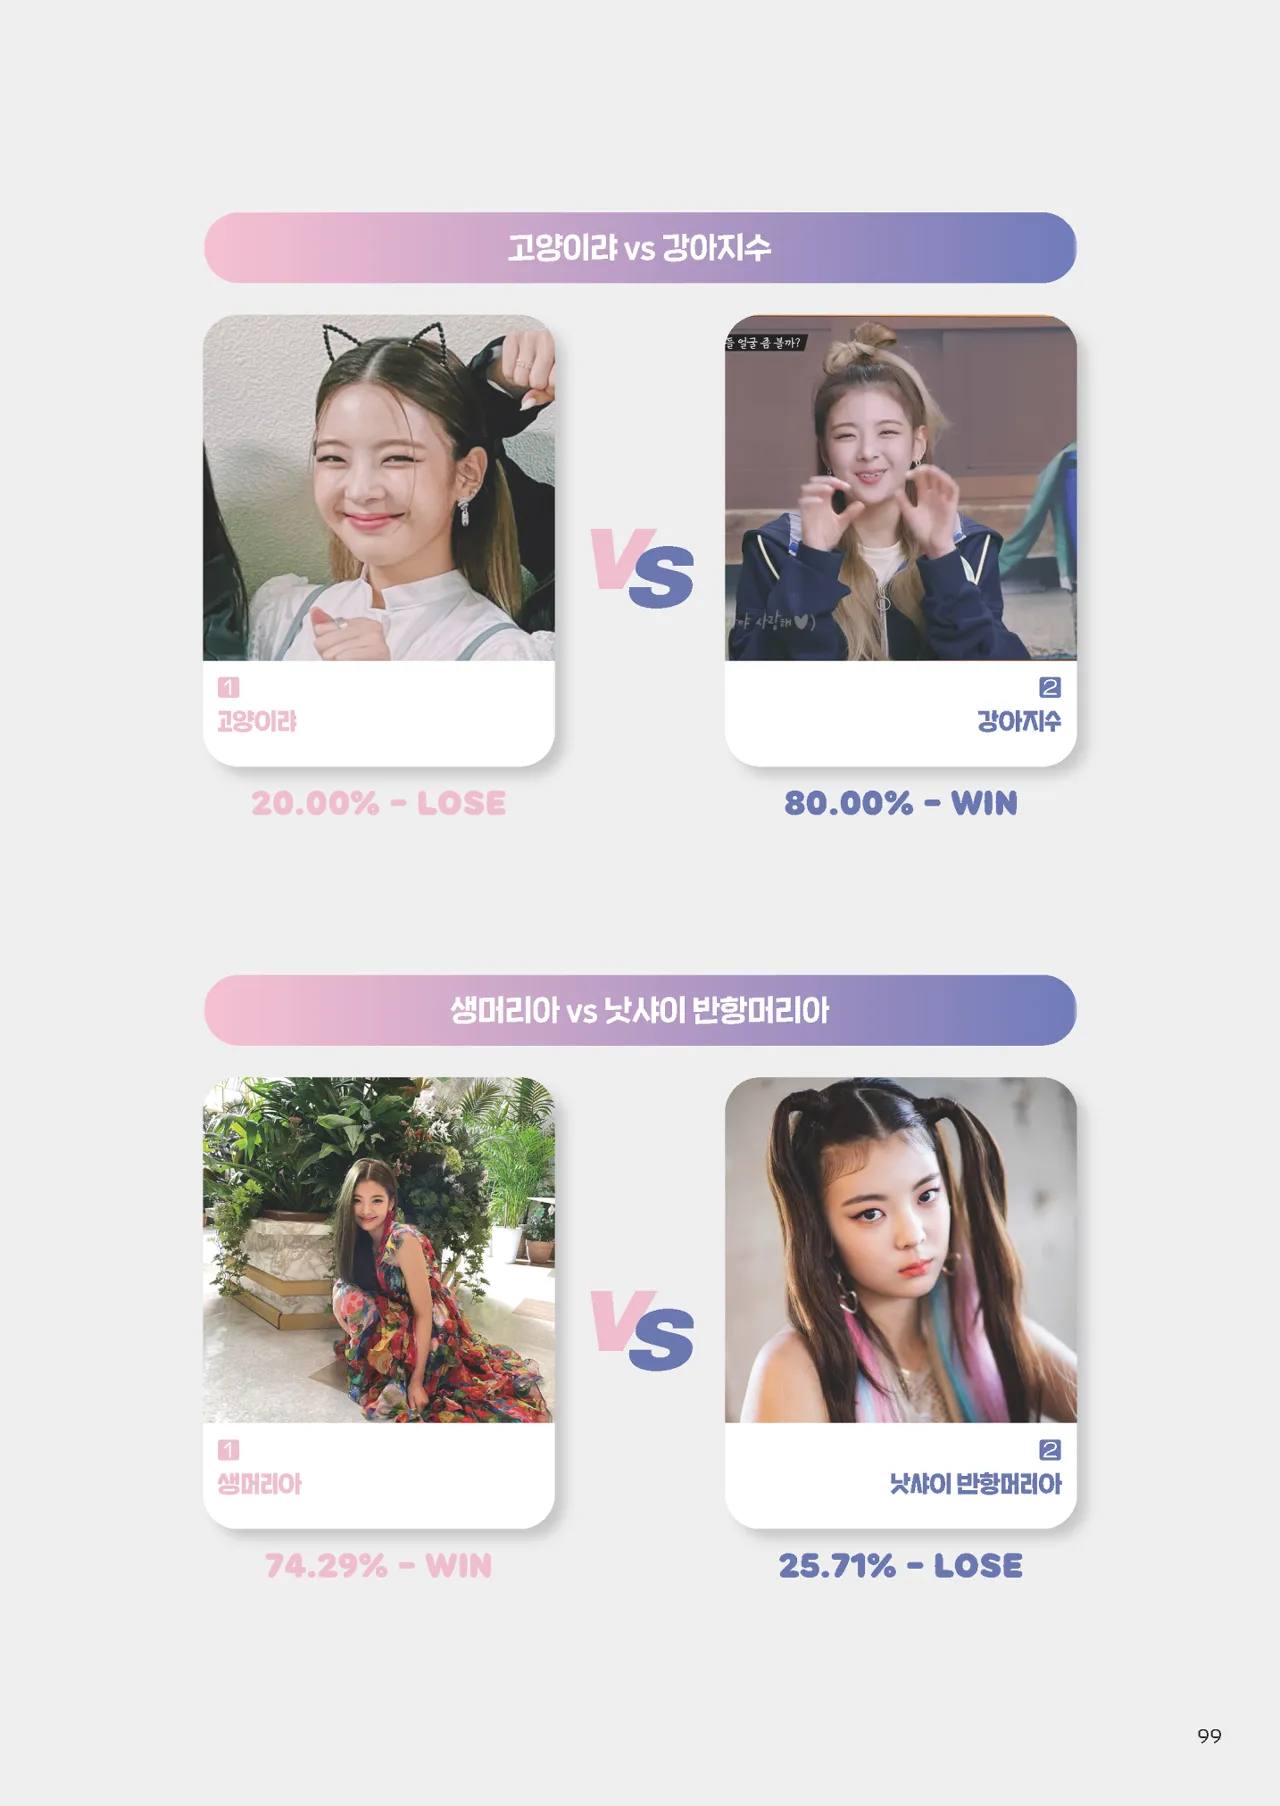 고양이랴 vs 강아지수
들 얼굴 좀 볼까?
VS
야 사랑해♡)
1
고양이랴
2
강아지수
20.00% - LOSE
80.00% - WIN
생머리아 vs 낫샤이 반항머리아
VS
1
생머리아
2
낫샤이 반항머리아
74.29% - WIN
25.71% - LOSE
99